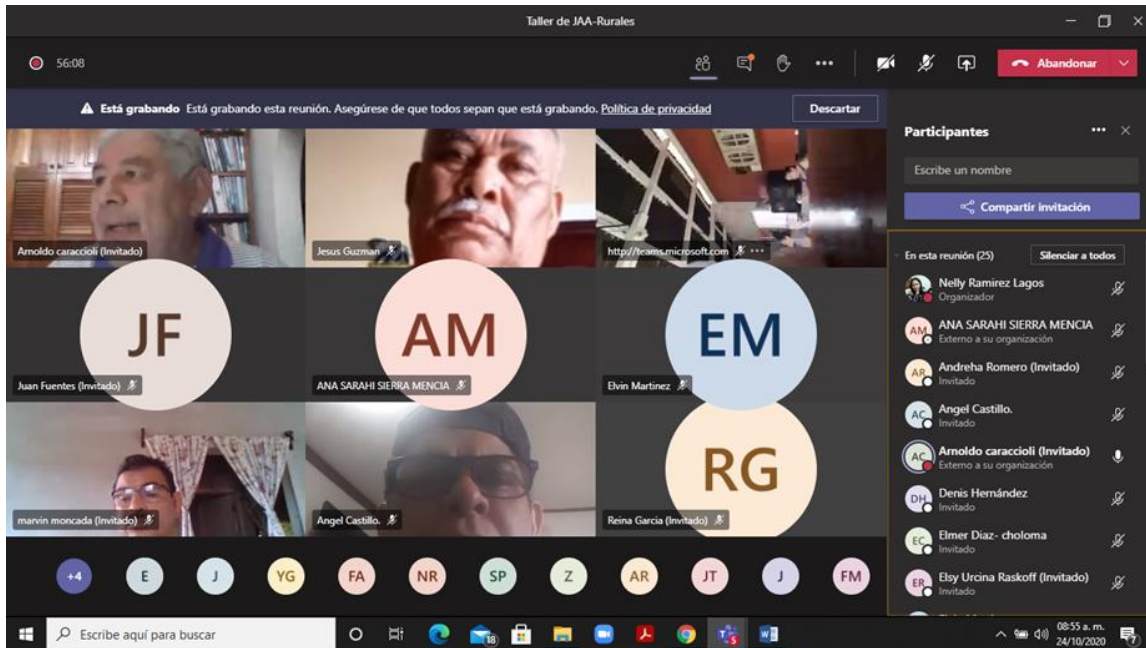 Taller de JAA-Rurales
56:08
Abandonar
Está grabando Está grabando esta reunión. Asegúrese de que todos sepan que está grabando. Política de privacidad
Descartar
Arnoldo caraccioli (Invitado)
Jesus Guzman
http://teams.microsoft.com
JF
AM
EM
Juan Fuentes (Invitado)
ANA SARAHI SIERRA MENCIA
Elvin Martinez
RG
marvin moncada (Invitado)
Angel Castillo.
Reina Garcia (Invitado)
+4
E
J
YG
FA
NR
SP
Z
AR
JT
J
FM
Participantes
Escribe un nombre
Compartir invitación
En esta reunión (25)
Silenciar a todos
Nelly Ramirez Lagos
Organizador
AM
ANA SARAHI SIERRA MENCIA
Externo a su organización
AR
Andreha Romero (Invitado)
Invitado
AC
Angel Castillo.
Invitado
AC
Arnoldo caraccioli (Invitado)
Externo a su organización
DH
Denis Hernández
Invitado
EC
Elmer Diaz- choloma
Invitado
ER
Elsy Urcina Raskoff (Invitado)
Invitado
Escribe aquí para buscar
18
08:55 a. m.
24/10/2020
7